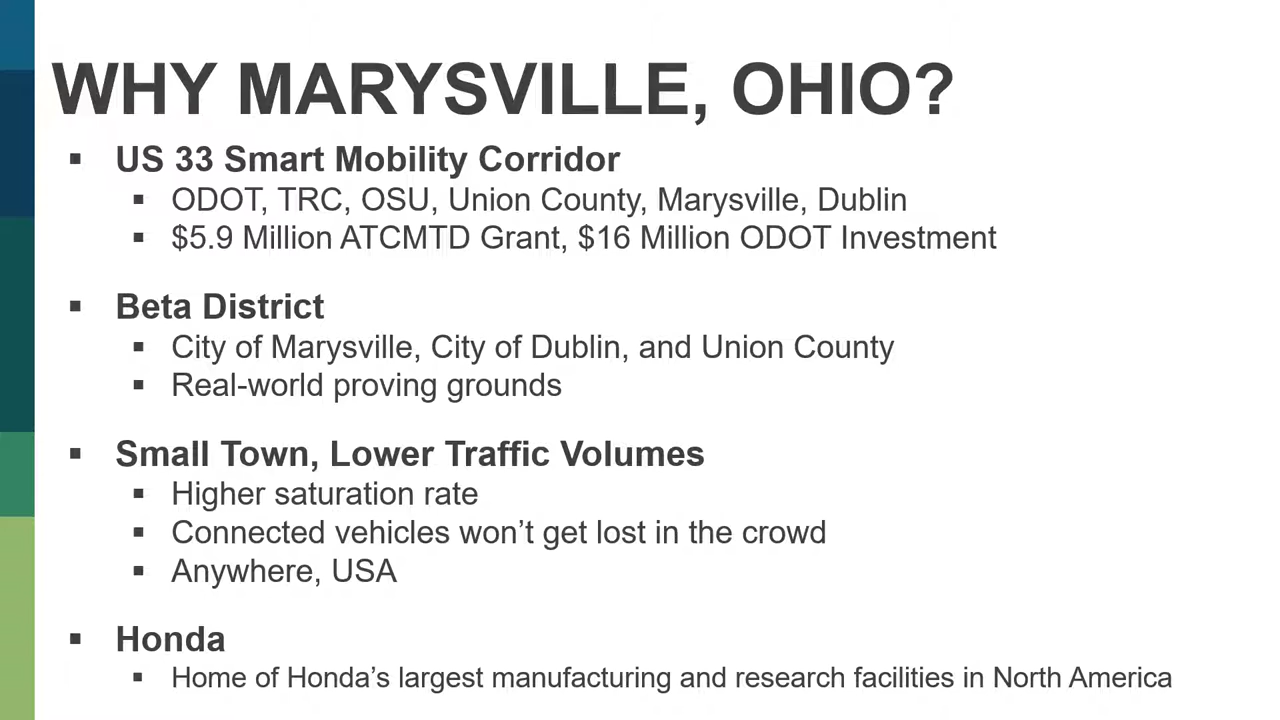 WHY MARYSVILLE, OHIO?
▪ US 33 Smart Mobility Corridor
▪ ODOT, TRC, OSU, Union County, Marysville, Dublin
▪ $5.9 Million ATCMTD Grant, $16 Million ODOT Investment
▪ Beta District
▪ City of Marysville, City of Dublin, and Union County
▪ Real-world proving grounds
▪ Small Town, Lower Traffic Volumes
▪ Higher saturation rate
▪ Connected vehicles won’t get lost in the crowd
▪ Anywhere, USA
▪ Honda
▪ Home of Honda’s largest manufacturing and research facilities in North America